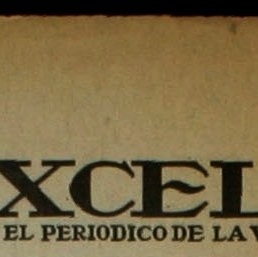 XCEL
EL PERIODICO DE LA V